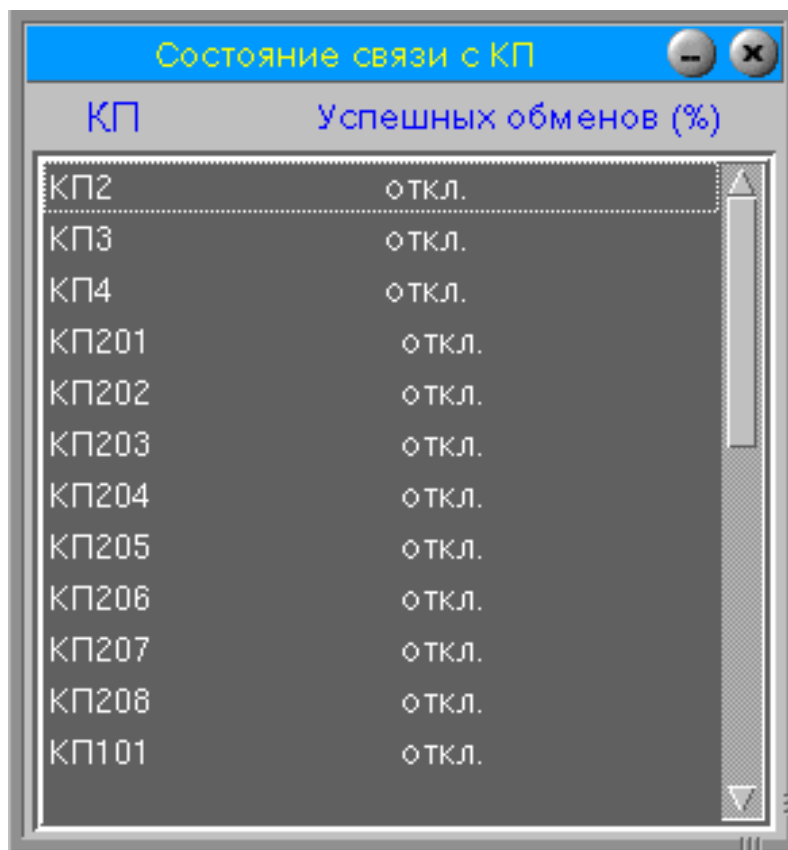 Состояние связи с КП
КП Успешных обменов (%)
КП2 откл.
КП3 откл.
КП4 откл.
КП201 откл.
КП202 откл.
КП203 откл.
КП204 откл.
КП205 откл.
КП206 откл.
КП207 откл.
КП208 откл.
КП101 откл.